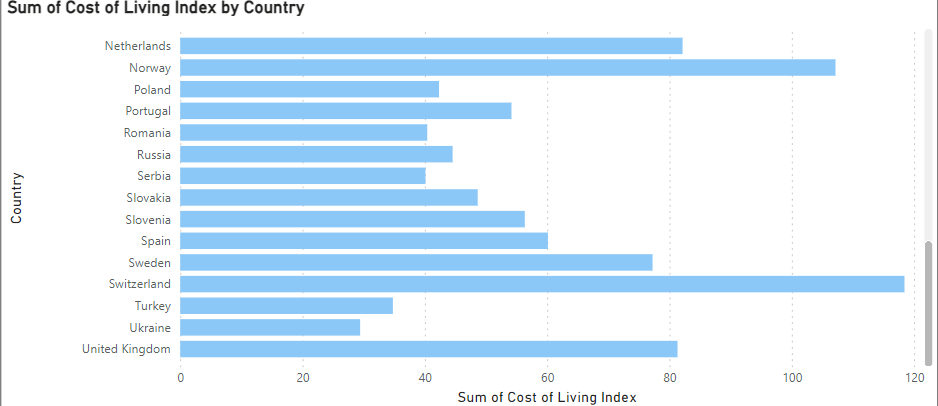 Sum of Cost of Living Index by Country
Country
Netherlands
Norway
Poland
Portugal
Romania
Russia
Serbia
Slovakia
Slovenia
Spain
Sweden
Switzerland
Turkey
Ukraine
United Kingdom
0 20 40 60 80 100 120
Sum of Cost of Living Index